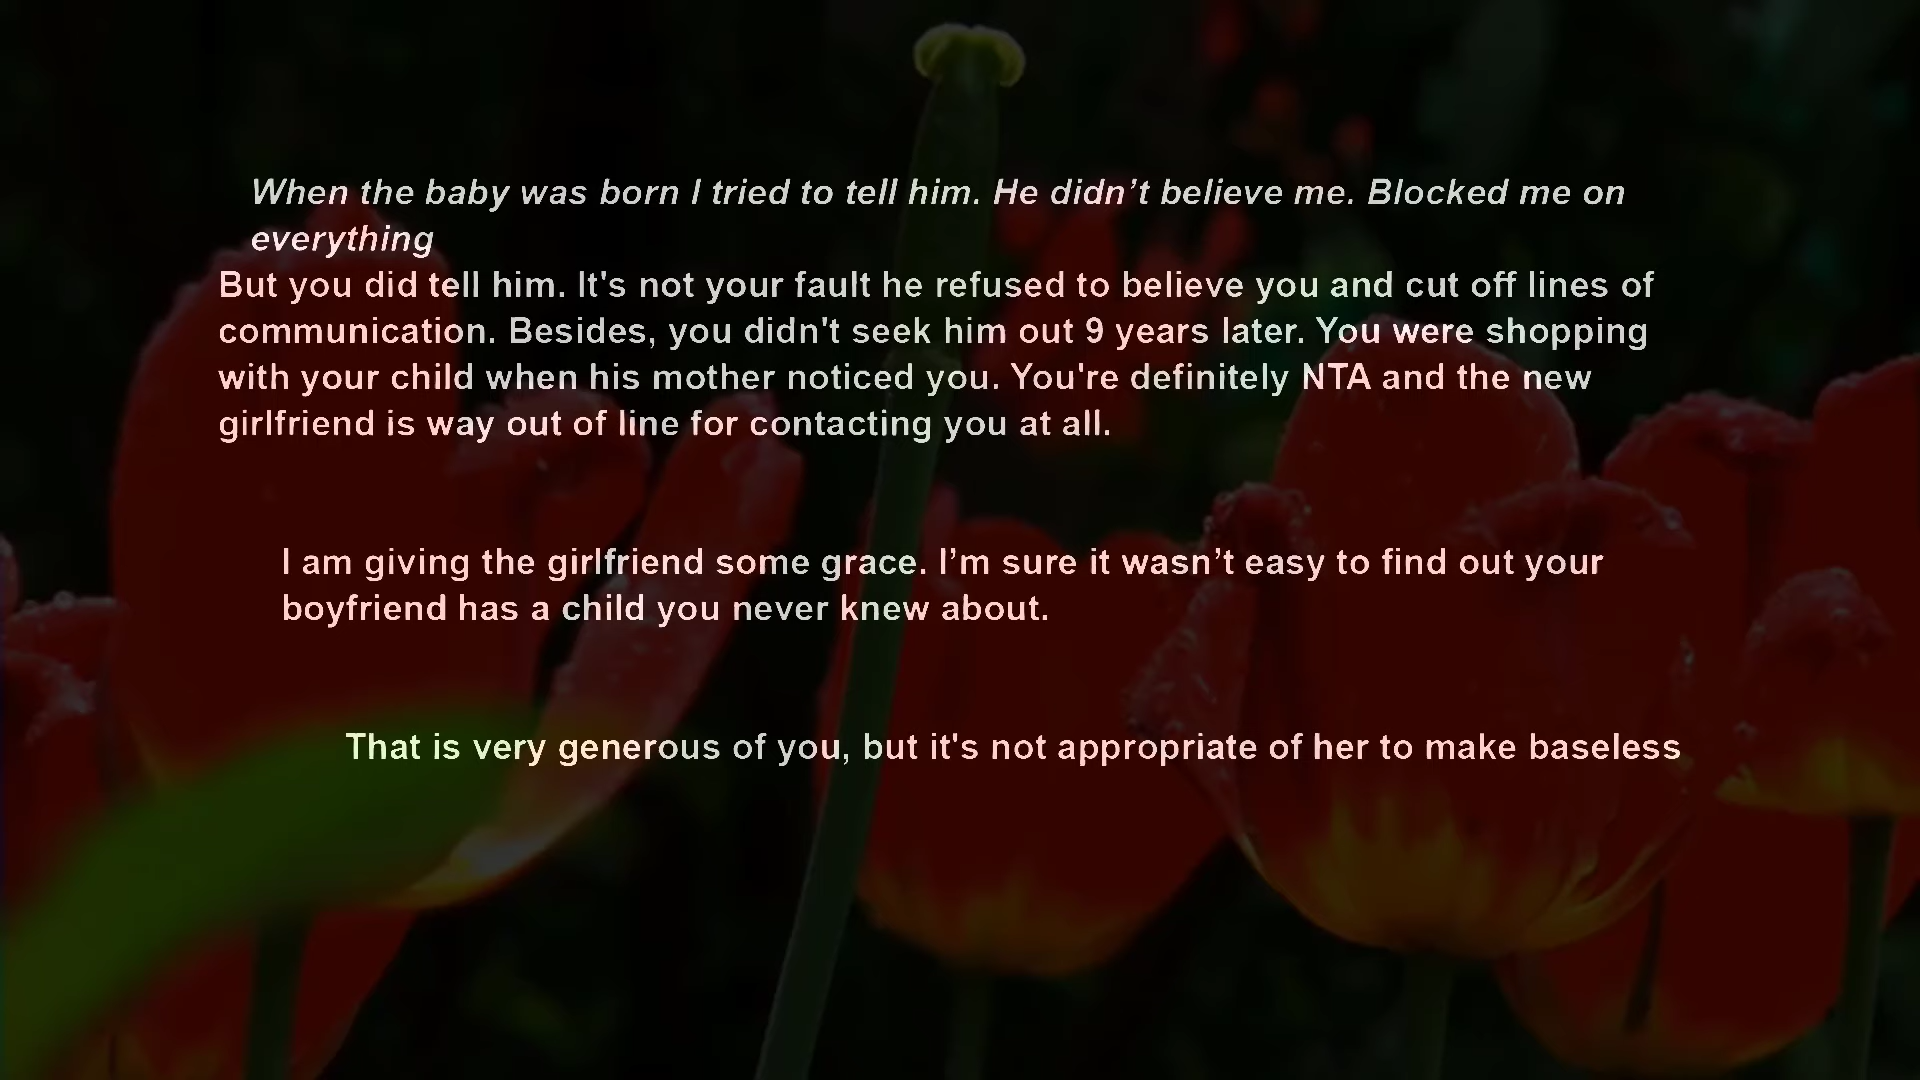 When the baby was born I tried to tell him. He didn’t believe me. Blocked me on
everything
But you did tell him. It's not your fault he refused to believe you and cut off lines of
communication. Besides, you didn't seek him out 9 years later. You were shopping
with your child when his mother noticed you. You're definitely NTA and the new
girlfriend is way out of line for contacting you at all.
I am giving the girlfriend some grace. I’m sure it wasn’t easy to find out your
boyfriend has a child you never knew about.
That is very generous of you, but it's not appropriate of her to make baseless